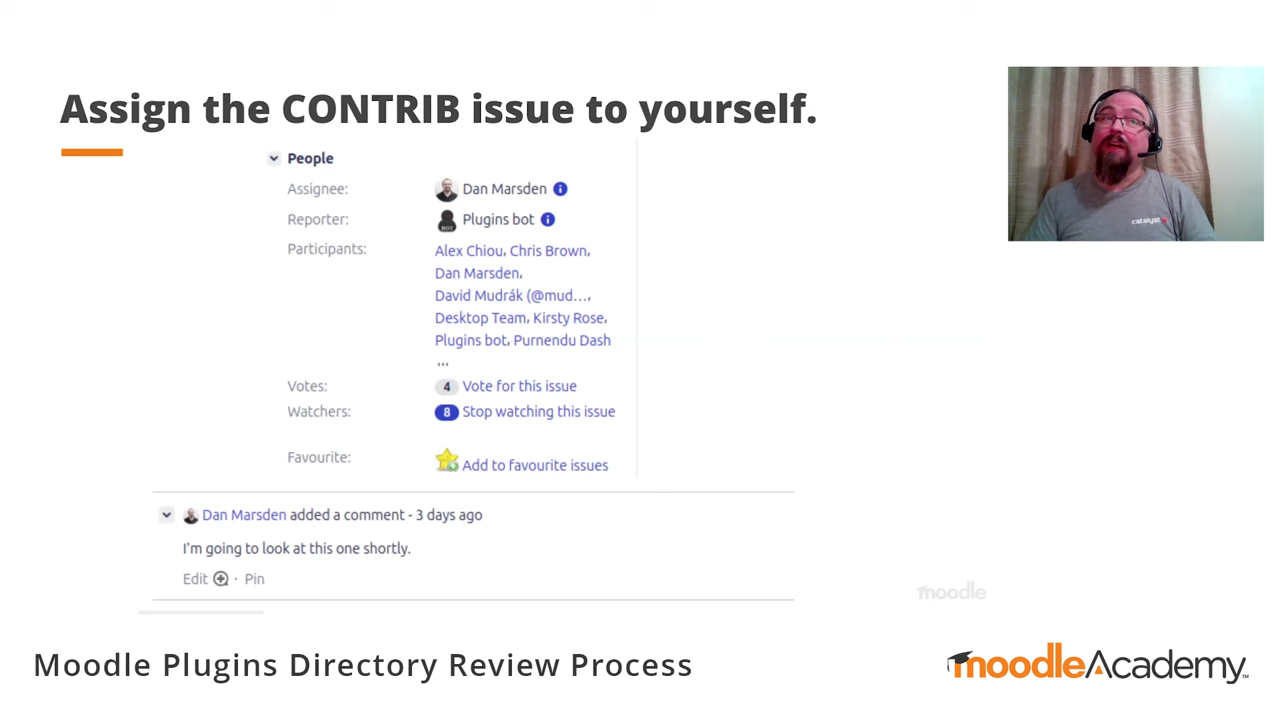 Assign the CONTRIB issue to yourself.
People
Assignee: Dan Marsden
Reporter: Plugins bot
Participants: Alex Chiou, Chris Brown,
Dan Marsden,
David Mudrák (@mud…,
Desktop Team, Kirsty Rose,
Plugins bot, Purnendu Dash
...
Votes: 4 Vote for this issue
Watchers: 8 Stop watching this issue
Favourite: Add to favourite issues
Dan Marsden added a comment - 3 days ago
I'm going to look at this one shortly.
Edit · Pin
catalyst
moodle
Moodle Plugins Directory Review Process
moodleAcademy™